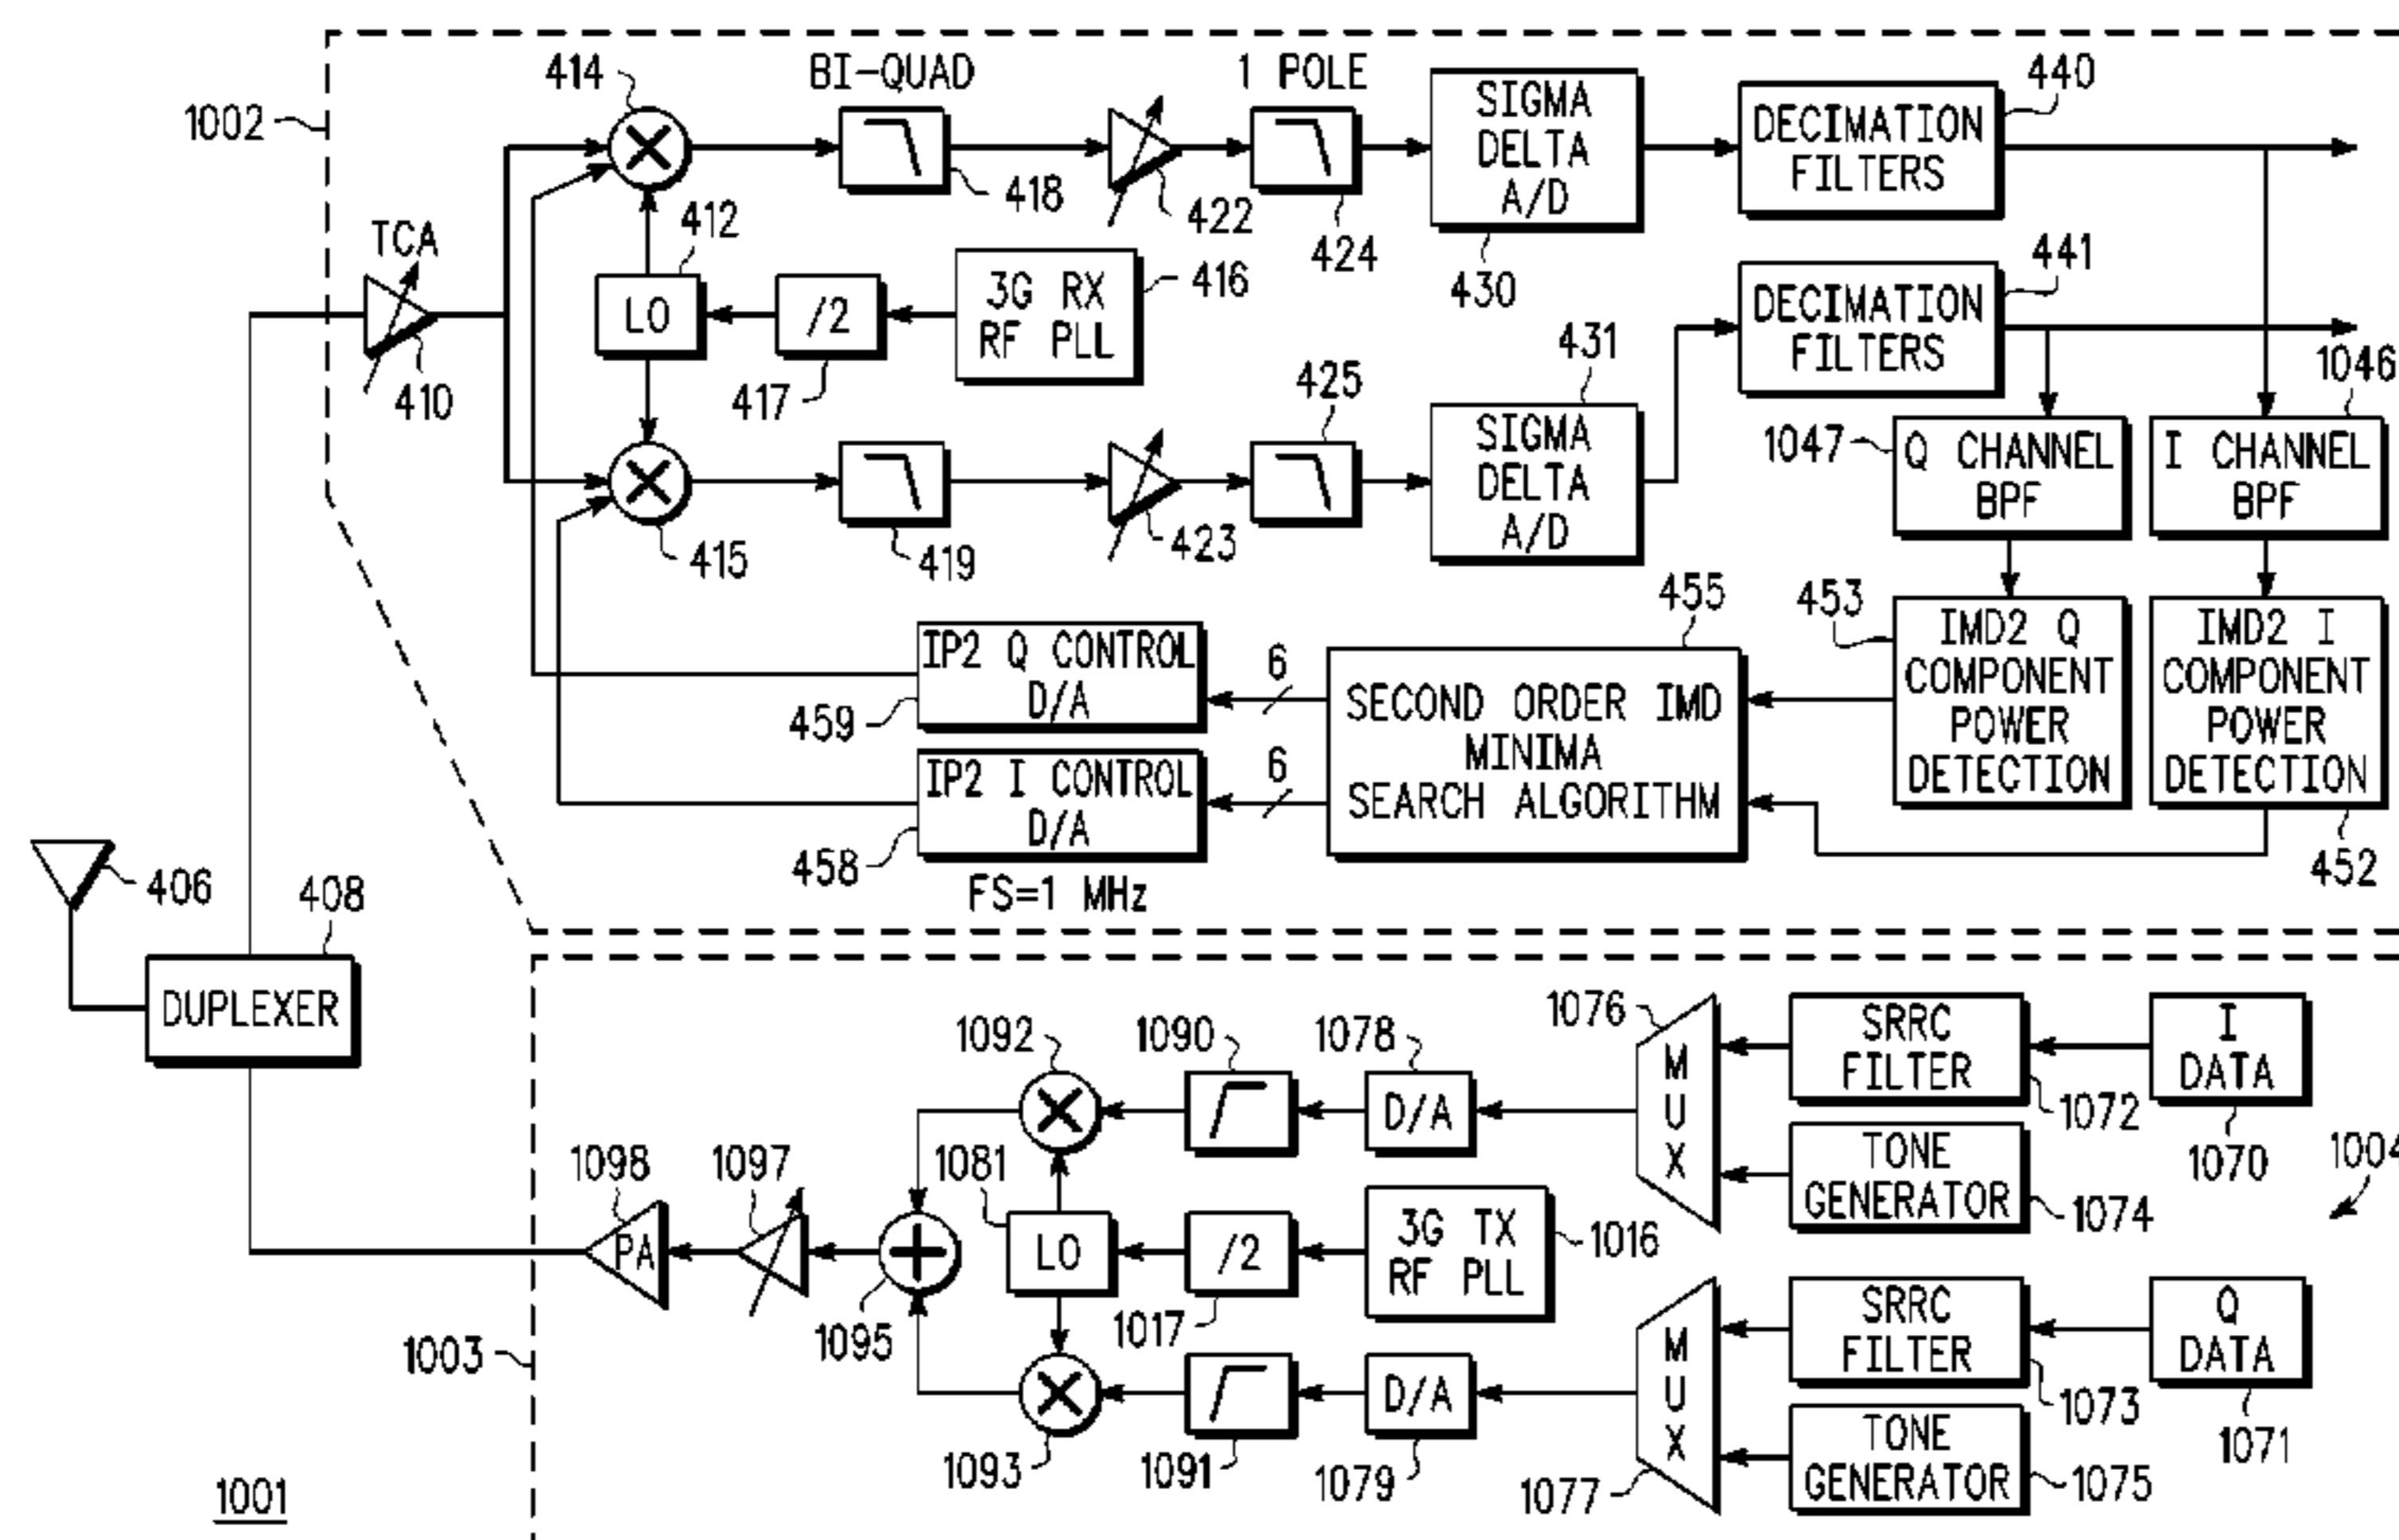 414
BI-QUAD
1 POLE
SIGMA
DELTA
A/D
440
DECIMATION
FILTERS
1002
418
422
424
430
TCA
412
LO
/2
3G RX
RF PLL
416
441
DECIMATION
FILTERS
410
417
425
431
1046
SIGMA
DELTA
A/D
1047
Q CHANNEL
BPF
I CHANNEL
BPF
415
419
423
455
453
IP2 Q CONTROL
D/A
459
6
SECOND ORDER IMD
MINIMA
SEARCH ALGORITHM
IMD2 Q
COMPONENT
POWER
DETECTION
IMD2 I
COMPONENT
POWER
DETECTION
IP2 I CONTROL
D/A
458
6
452
FS=1 MHz
406
408
DUPLEXER
1092
1090
1078
1076
D/A
MUX
SRRC
FILTER
1072
I
DATA
1070
TONE
GENERATOR
1074
1004
1098
PA
1097
1081
LO
/2
3G TX
RF PLL
1016
1095
1017
1003
1093
1091
D/A
1079
MUX
1077
SRRC
FILTER
1073
Q
DATA
1071
TONE
GENERATOR
1075
1001